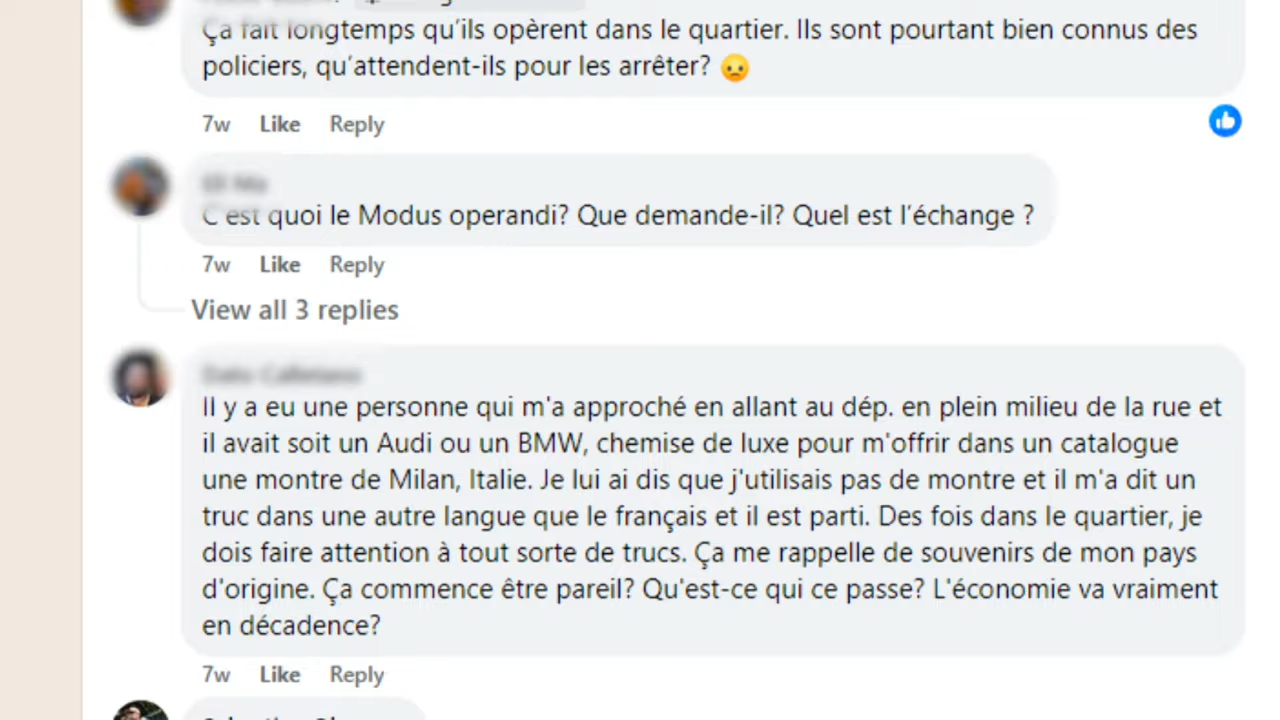 Ça fait longtemps qu'ils opèrent dans le quartier. Ils sont pourtant bien connus des
policiers, qu'attendent-ils pour les arrêter? 😠
7w Like Reply
C'est quoi le Modus operandi? Que demande-il? Quel est l'échange ?
7w Like Reply
View all 3 replies
Il y a eu une personne qui m'a approché en allant au dép. en plein milieu de la rue et
il avait soit un Audi ou un BMW, chemise de luxe pour m'offrir dans un catalogue
une montre de Milan, Italie. Je lui ai dis que j'utilisais pas de montre et il m'a dit un
truc dans une autre langue que le français et il est parti. Des fois dans le quartier, je
dois faire attention à tout sorte de trucs. Ça me rappelle de souvenirs de mon pays
d'origine. Ça commence être pareil? Qu'est-ce qui ce passe? L'économie va vraiment
en décadence?
7w Like Reply